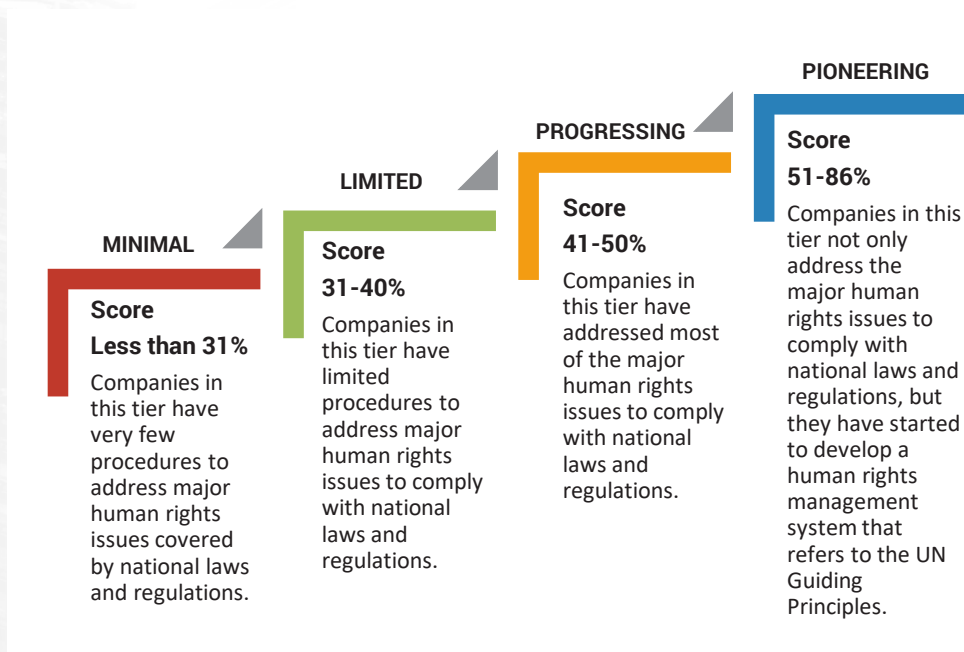 MINIMAL
Score
Less than 31%
Companies in
this tier have
very few
procedures to
address major
human rights
issues covered
by national laws
and regulations.
LIMITED
Score
31-40%
Companies in
this tier have
limited
procedures to
address major
human rights
issues to comply
with national
laws and
regulations.
PROGRESSING
Score
41-50%
Companies in
this tier have
addressed most
of the major
human rights
issues to comply
with national
laws and
regulations.
PIONEERING
Score
51-86%
Companies in this
tier not only
address the
major human
rights issues to
comply with
national laws and
regulations, but
they have started
to develop a
human rights
management
system that
refers to the UN
Guiding
Principles.